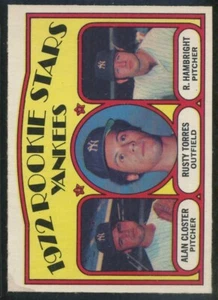 1972 ROOKIE STARS
YANKEES
ALAN CLOSTER
PITCHER
RUSTY TORRES
OUTFIELD
R. HAMBRIGHT
PITCHER